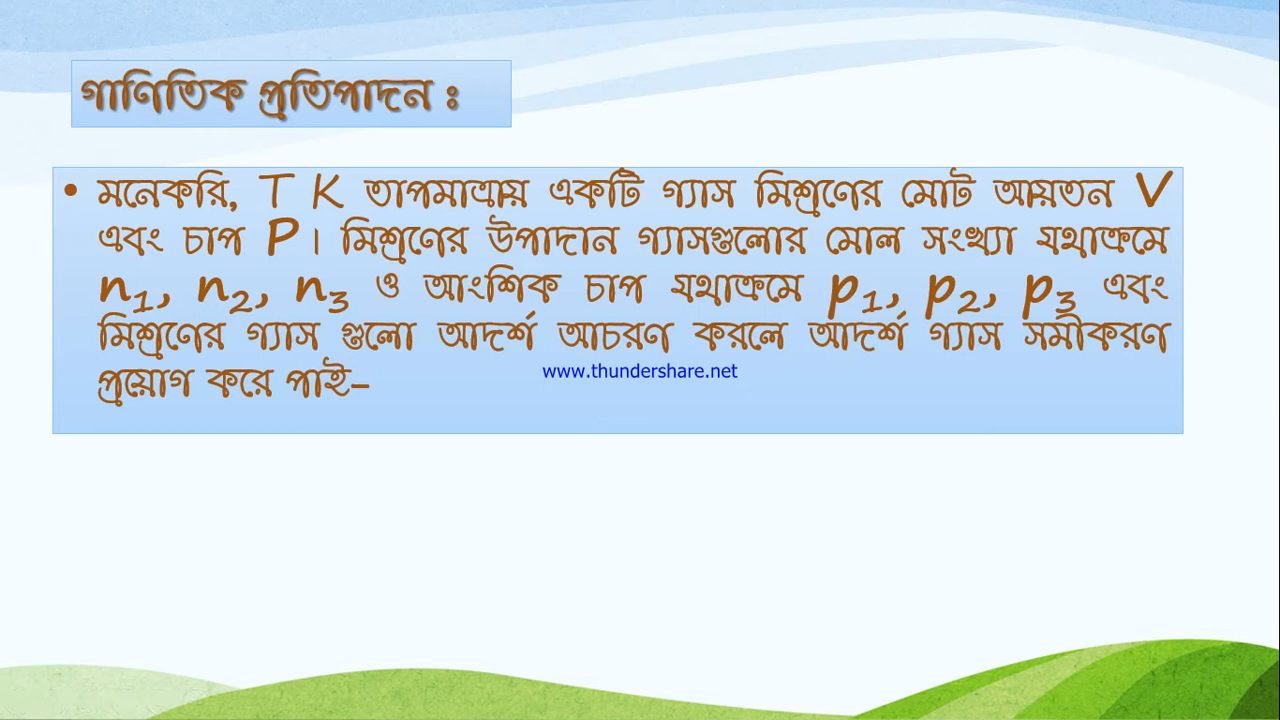 গাণিতিক প্রতিপাদন ঃ
• মনেকরি, T K তাপমাত্রায় একটি গ্যাস মিশ্রণের মোট আয়তন V
এবং চাপ P। মিশ্রণের উপাদান গ্যাসগুলোর মোল সংখ্যা যথাক্রমে
n₁, n₂, n₃ ও আংশিক চাপ যথাক্রমে p₁, p₂, p₃ এবং
মিশ্রণের গ্যাস গুলো আদর্শ আচরণ করলে আদর্শ গ্যাস সমীকরণ
প্রয়োগ করে পাই–
www.thundershare.net